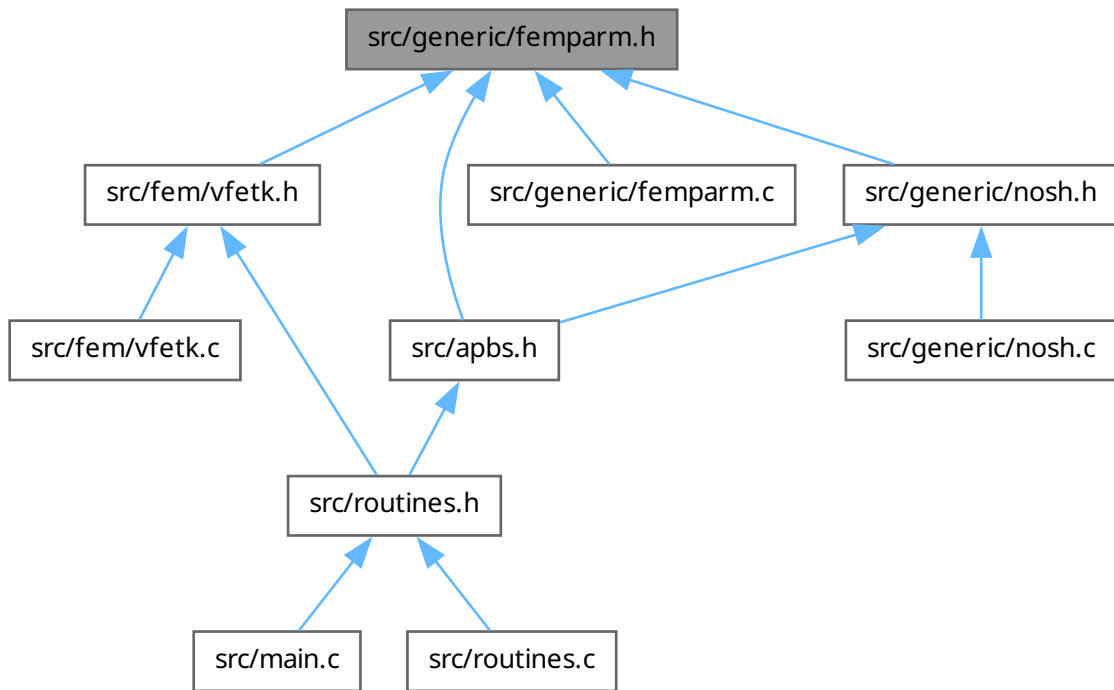 src/generic/femparm.h
src/fem/vfetk.h
src/generic/femparm.c
src/generic/nosh.h
src/fem/vfetk.c
src/apbs.h
src/generic/nosh.c
src/routines.h
src/main.c
src/routines.c